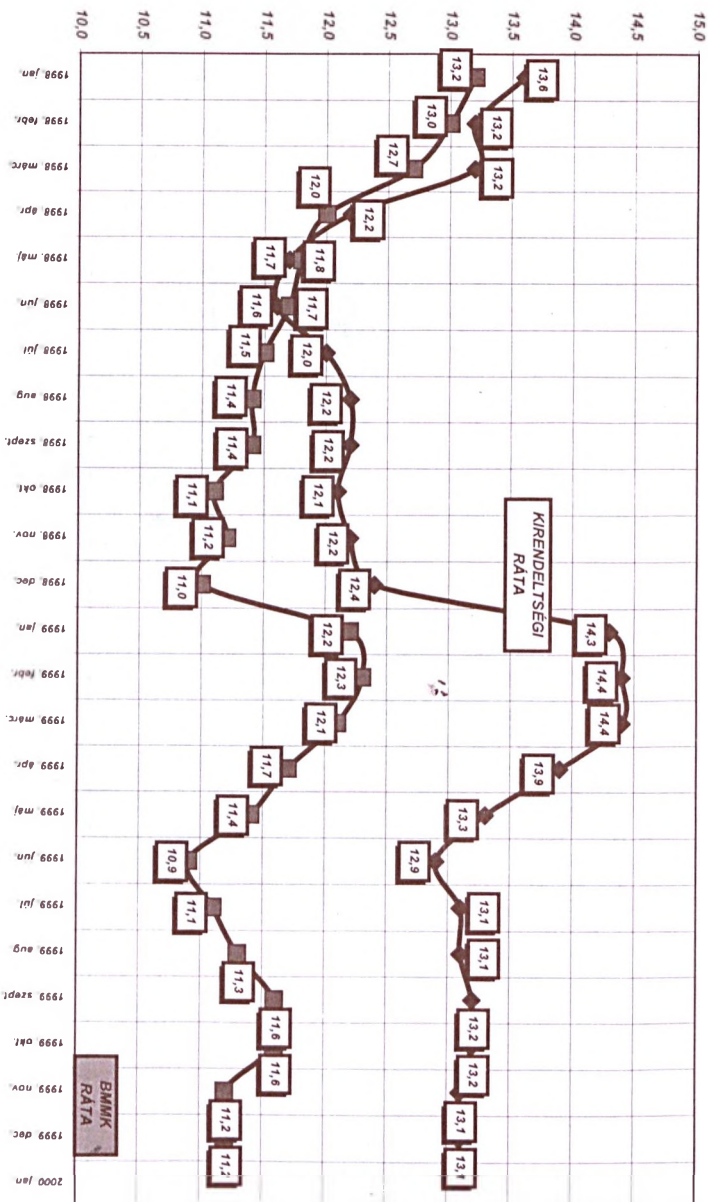 15,0
14,5
14,0
13,5
13,0
12,5
12,0
11,5
11,0
10,5
10,0
KIRENDELTSÉGI
RÁTA
13,6
13,2
13,2
12,2
11,7
11,6
12,0
12,2
12,2
12,1
12,2
12,4
14,3
14,4
14,4
13,9
13,3
12,9
13,1
13,1
13,2
13,2
13,1
13,1
13,2
13,0
12,7
12,0
11,8
11,7
11,5
11,4
11,4
11,1
11,2
11,0
12,2
12,3
12,1
11,7
11,4
10,9
11,1
11,3
11,6
11,6
11,2
11,2
BMMK
RÁTA
1998. jan.
1998. febr.
1998. márc.
1998. ápr.
1998. máj.
1998. jun.
1998. júl.
1998. aug.
1998. szept.
1998. okt.
1998. nov.
1998. dec.
1999. jan.
1999. febr.
1999. márc.
1999. ápr.
1999. máj.
1999. jun.
1999. júl.
1999. aug.
1999. szept.
1999. okt.
1999. nov.
1999. dec
2000. jan